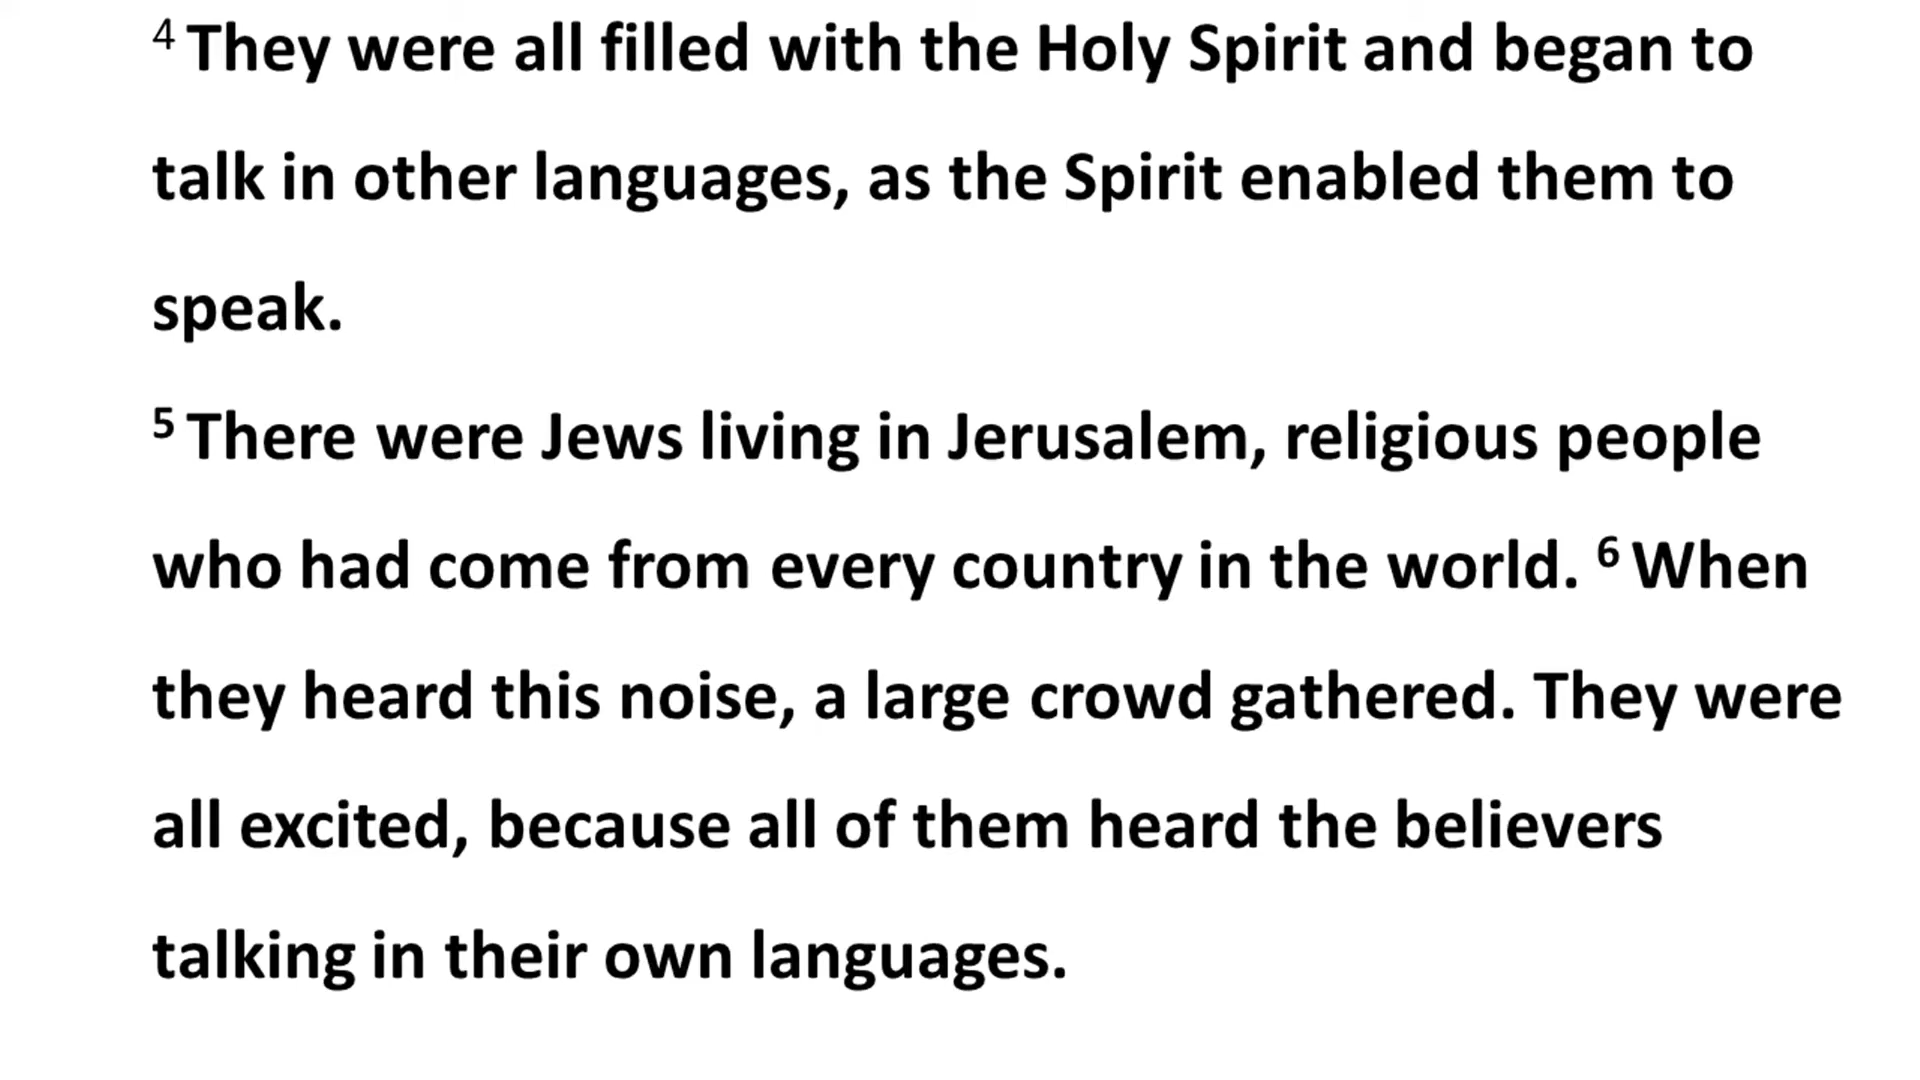 4 They were all filled with the Holy Spirit and began to
talk in other languages, as the Spirit enabled them to
speak.
5 There were Jews living in Jerusalem, religious people
who had come from every country in the world. 6 When
they heard this noise, a large crowd gathered. They were
all excited, because all of them heard the believers
talking in their own languages.